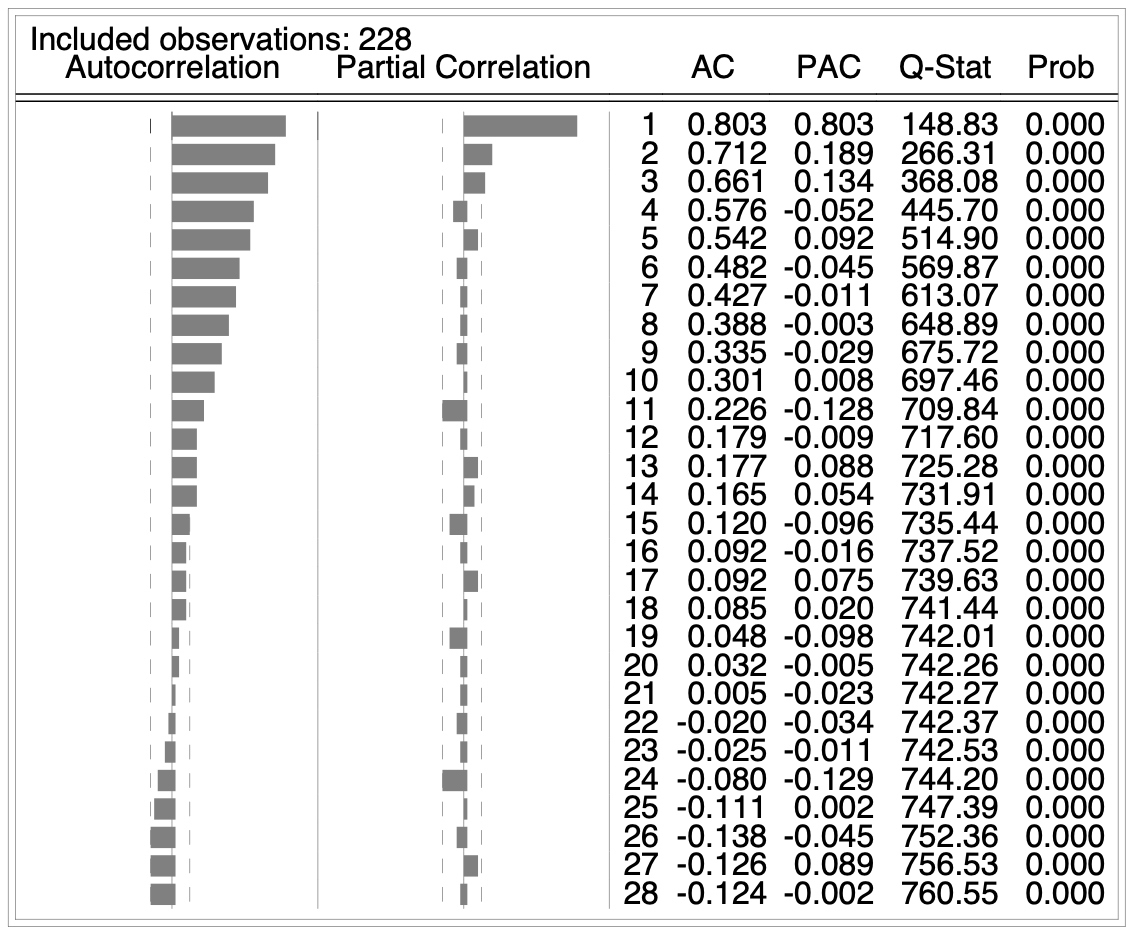 Included observations: 228
Autocorrelation Partial Correlation AC PAC Q-Stat Prob
1 0.803 0.803 148.83 0.000
2 0.712 0.189 266.31 0.000
3 0.661 0.134 368.08 0.000
4 0.576 -0.052 445.70 0.000
5 0.542 0.092 514.90 0.000
6 0.482 -0.045 569.87 0.000
7 0.427 -0.011 613.07 0.000
8 0.388 -0.003 648.89 0.000
9 0.335 -0.029 675.72 0.000
10 0.301 0.008 697.46 0.000
11 0.226 -0.128 709.84 0.000
12 0.179 -0.009 717.60 0.000
13 0.177 0.088 725.28 0.000
14 0.165 0.054 731.91 0.000
15 0.120 -0.096 735.44 0.000
16 0.092 -0.016 737.52 0.000
17 0.092 0.075 739.63 0.000
18 0.085 0.020 741.44 0.000
19 0.048 -0.098 742.01 0.000
20 0.032 -0.005 742.26 0.000
21 0.005 -0.023 742.27 0.000
22 -0.020 -0.034 742.37 0.000
23 -0.025 -0.011 742.53 0.000
24 -0.080 -0.129 744.20 0.000
25 -0.111 0.002 747.39 0.000
26 -0.138 -0.045 752.36 0.000
27 -0.126 0.089 756.53 0.000
28 -0.124 -0.002 760.55 0.000